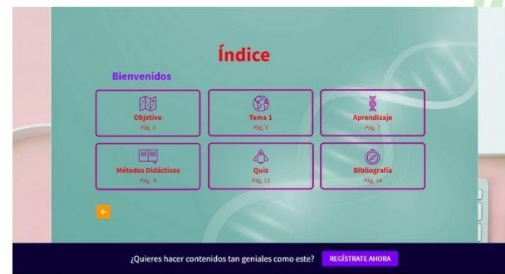 Índice
Bienvenidos
Objetivo
Pág. 3
Tema 1
Pág. 5
Aprendizaje
Pág. 7
Métodos Didácticos
Pág. 9
Quiz
Pág. 13
Bibliografía
Pág. 14
¿Quieres hacer contenidos tan geniales como este?
REGÍSTRATE AHORA